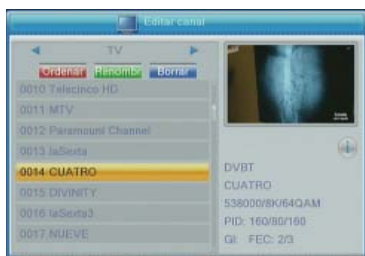 Editar canal
TV
Ordenar Renombr Borrar
0010 Telecinco HD
0011 MTV
0012 Paramount Channel
0013 laSexta
0014 CUATRO
0015 DIVINITY
0016 laSexta3
0017 NUEVE
DVBT
CUATRO
538000/8K/64QAM
PID: 160/80/160
GI: FEC: 2/3